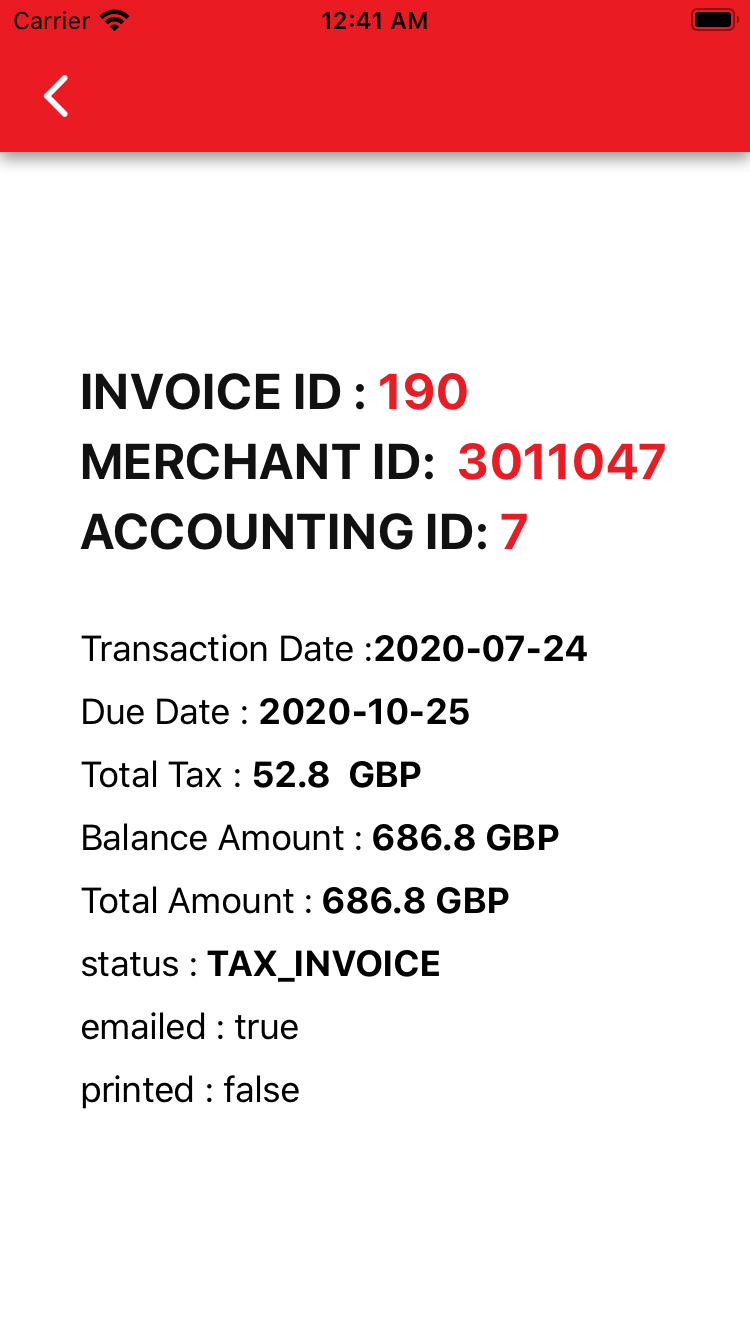 Carrier 12:41 AM
INVOICE ID : 190
MERCHANT ID:  3011047
ACCOUNTING ID: 7
Transaction Date :2020-07-24
Due Date : 2020-10-25
Total Tax : 52.8  GBP
Balance Amount : 686.8 GBP
Total Amount : 686.8 GBP
status : TAX_INVOICE
emailed : true
printed : false